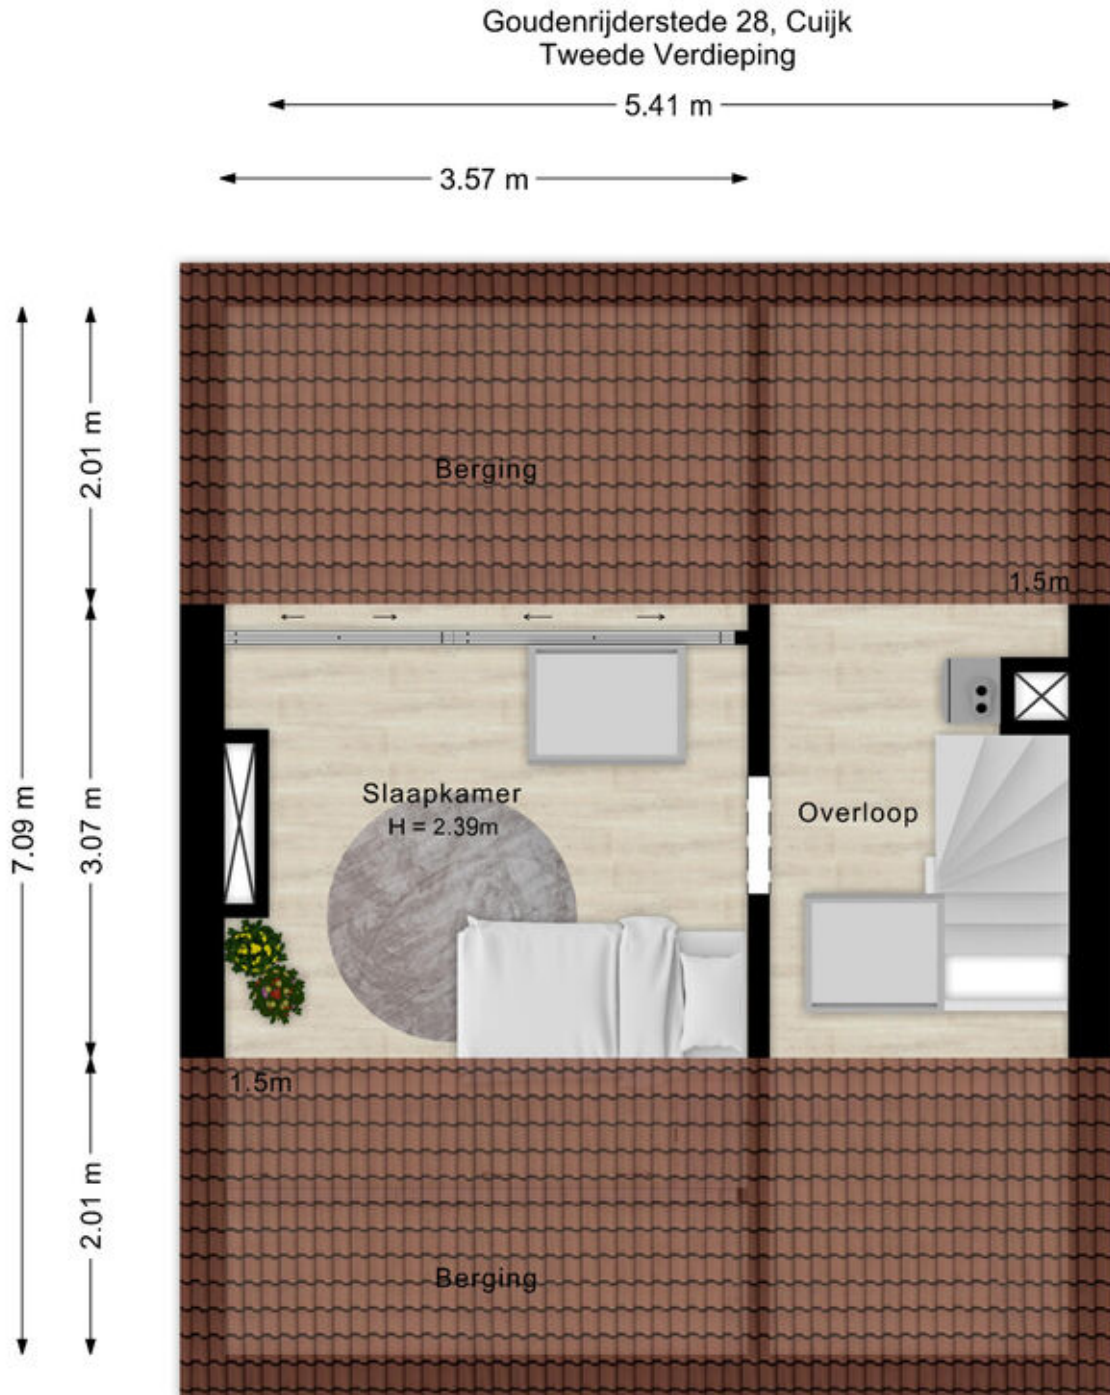 Goudenrijderstede 28, Cuijk
Tweede Verdieping
5.41 m
3.57 m
2.01 m
Berging
1.5m
7.09 m
3.07 m
Slaapkamer
H = 2.39m
Overloop
1.5m
2.01 m
Berging